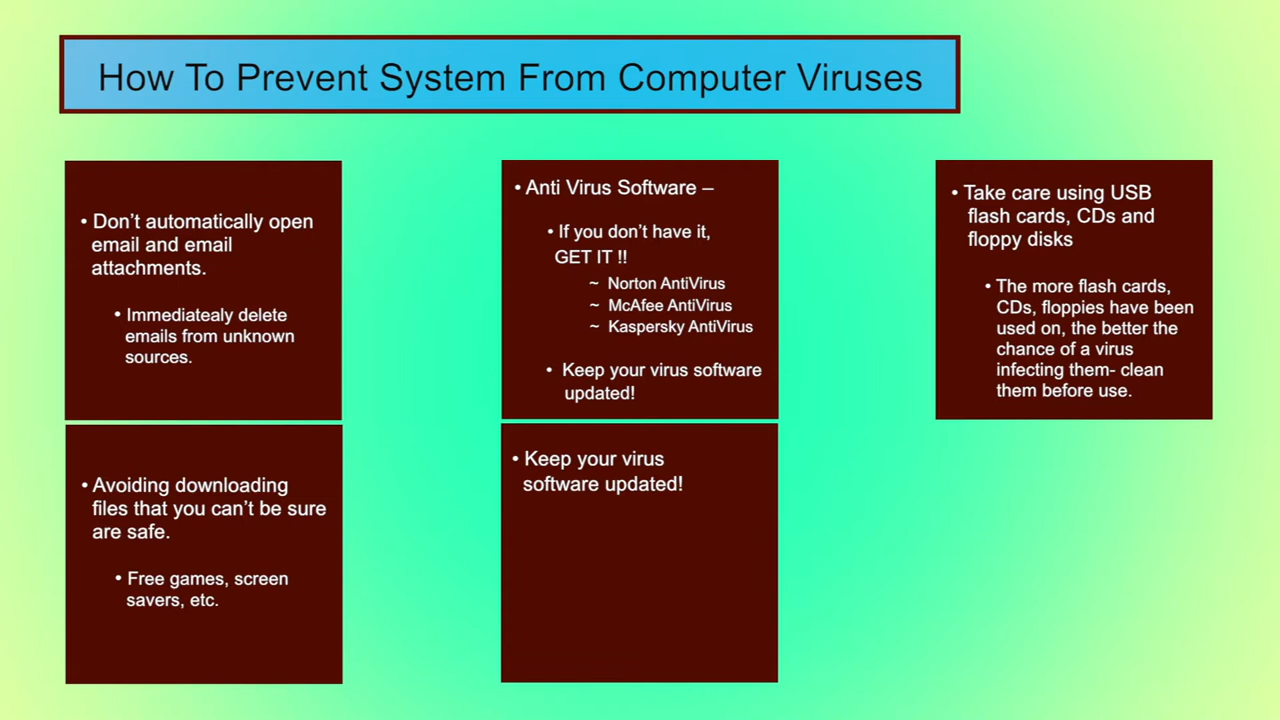 How To Prevent System From Computer Viruses
• Don't automatically open
email and email
attachments.
• Immediatealy delete
emails from unknown
sources.
• Avoiding downloading
files that you can't be sure
are safe.
• Free games, screen
savers, etc.
• Anti Virus Software –
• If you don't have it,
GET IT !!
~ Norton AntiVirus
~ McAfee AntiVirus
~ Kaspersky AntiVirus
• Keep your virus software
updated!
• Keep your virus
software updated!
• Take care using USB
flash cards, CDs and
floppy disks
• The more flash cards,
CDs, floppies have been
used on, the better the
chance of a virus
infecting them- clean
them before use.